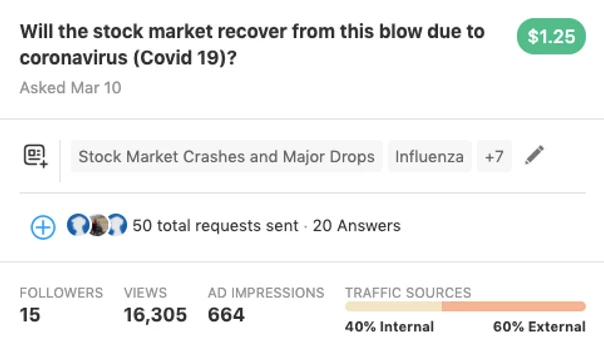 Will the stock market recover from this blow due to
coronavirus (Covid 19)?
$1.25
Asked Mar 10
Stock Market Crashes and Major Drops Influenza +7
50 total requests sent · 20 Answers
FOLLOWERS VIEWS AD IMPRESSIONS TRAFFIC SOURCES
15 16,305 664
40% Internal 60% External